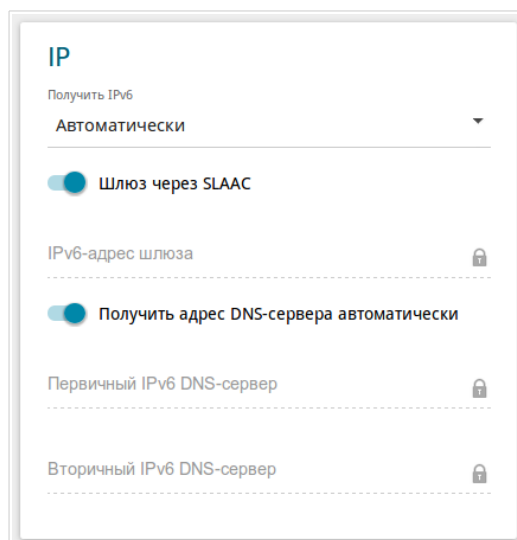 IP
Получить IPv6
Автоматически
Шлюз через SLAAC
IPv6-адрес шлюза
Получить адрес DNS-сервера автоматически
Первичный IPv6 DNS-сервер
Вторичный IPv6 DNS-сервер